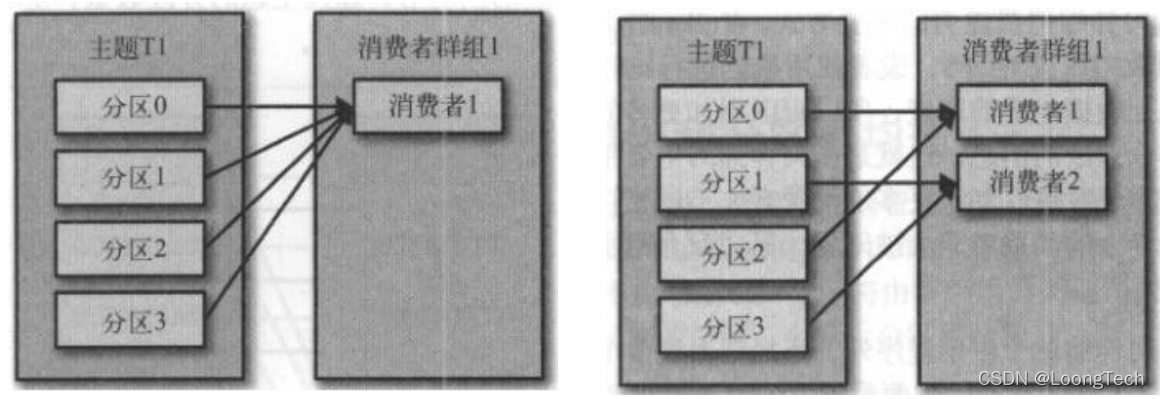 主题T1
消费者群组1
分区0
消费者1
分区1
分区2
分区3
主题T1
消费者群组1
分区0
消费者1
分区1
消费者2
分区2
分区3
CSDN @LoongTech